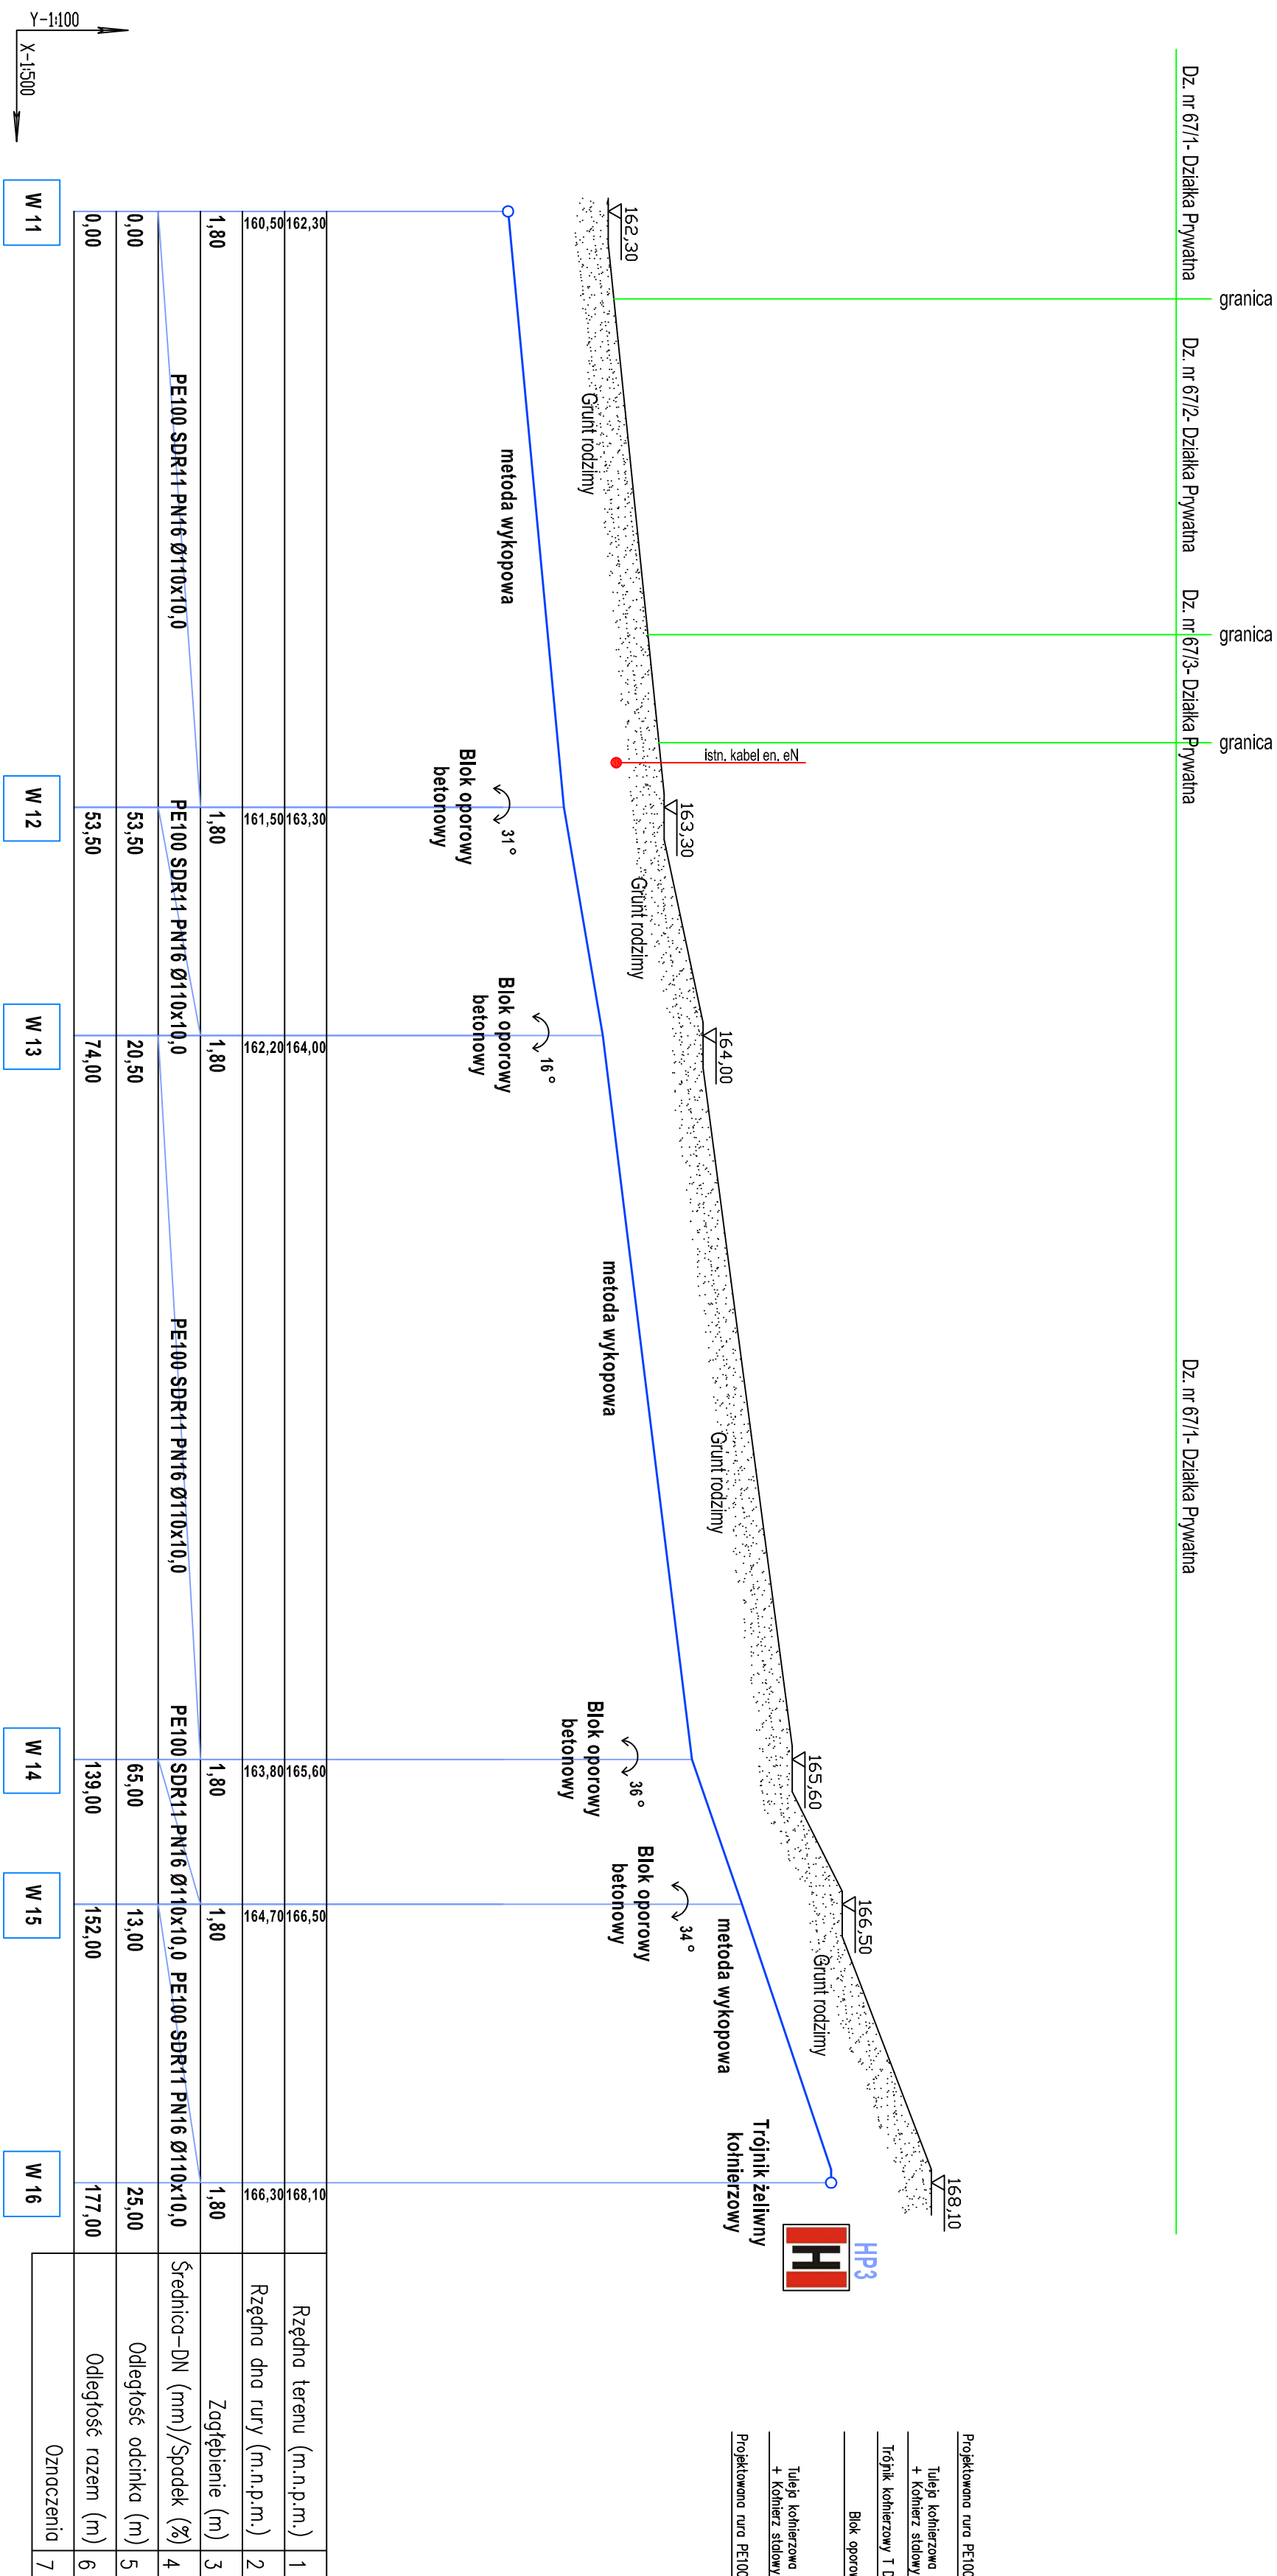 Y-1:100
X-1:500
Dz. nr 67/1- Działka Prywatna
Dz. nr 67/2- Działka Prywatna
Dz. nr 67/3- Działka Prywatna
Dz. nr 67/1- Działka Prywatna
granica
granica
granica
162,30
163,30
164,00
165,60
166,50
168,10
Grunt rodzimy
Grunt rodzimy
Grunt rodzimy
Grunt rodzimy
istn. kabel en. eN
metoda wykopowa
metoda wykopowa
metoda wykopowa
Blok oporowy
betonowy
31°
Blok oporowy
betonowy
16°
Blok oporowy
betonowy
36°
Blok oporowy
betonowy
34°
Trójnik żeliwny
kołnierzowy
HP3
H
162,30 163,30 164,00 165,60 166,50 168,10 Rzędna terenu (m.n.p.m.) 1
160,50 161,50 162,20 163,80 164,70 166,30 Rzędna dna rury (m.n.p.m.) 2
1,80 1,80 1,80 1,80 1,80 1,80 Zagłębienie (m) 3
PE100 SDR11 PN16 Ø110x10,0 PE100 SDR11 PN16 Ø110x10,0 PE100 SDR11 PN16 Ø110x10,0 PE100 SDR11 PN16 Ø110x10,0 PE100 SDR11 PN16 Ø110x10,0 Średnica-DN (mm)/Spadek (%) 4
0,00 53,50 20,50 65,00 13,00 25,00 Odległość odcinka (m) 5
0,00 53,50 74,00 139,00 152,00 177,00 Odległość razem (m) 6
W 11 W 12 W 13 W 14 W 15 W 16 Oznaczenia 7
Projektowana rura PE100
Tuleja kołnierzowa
+ Kołnierz stalowy
Trójnik kołnierzowy T D
Blok oporow
Tuleja kołnierzowa
+ Kołnierz stalowy
Projektowana rura PE100